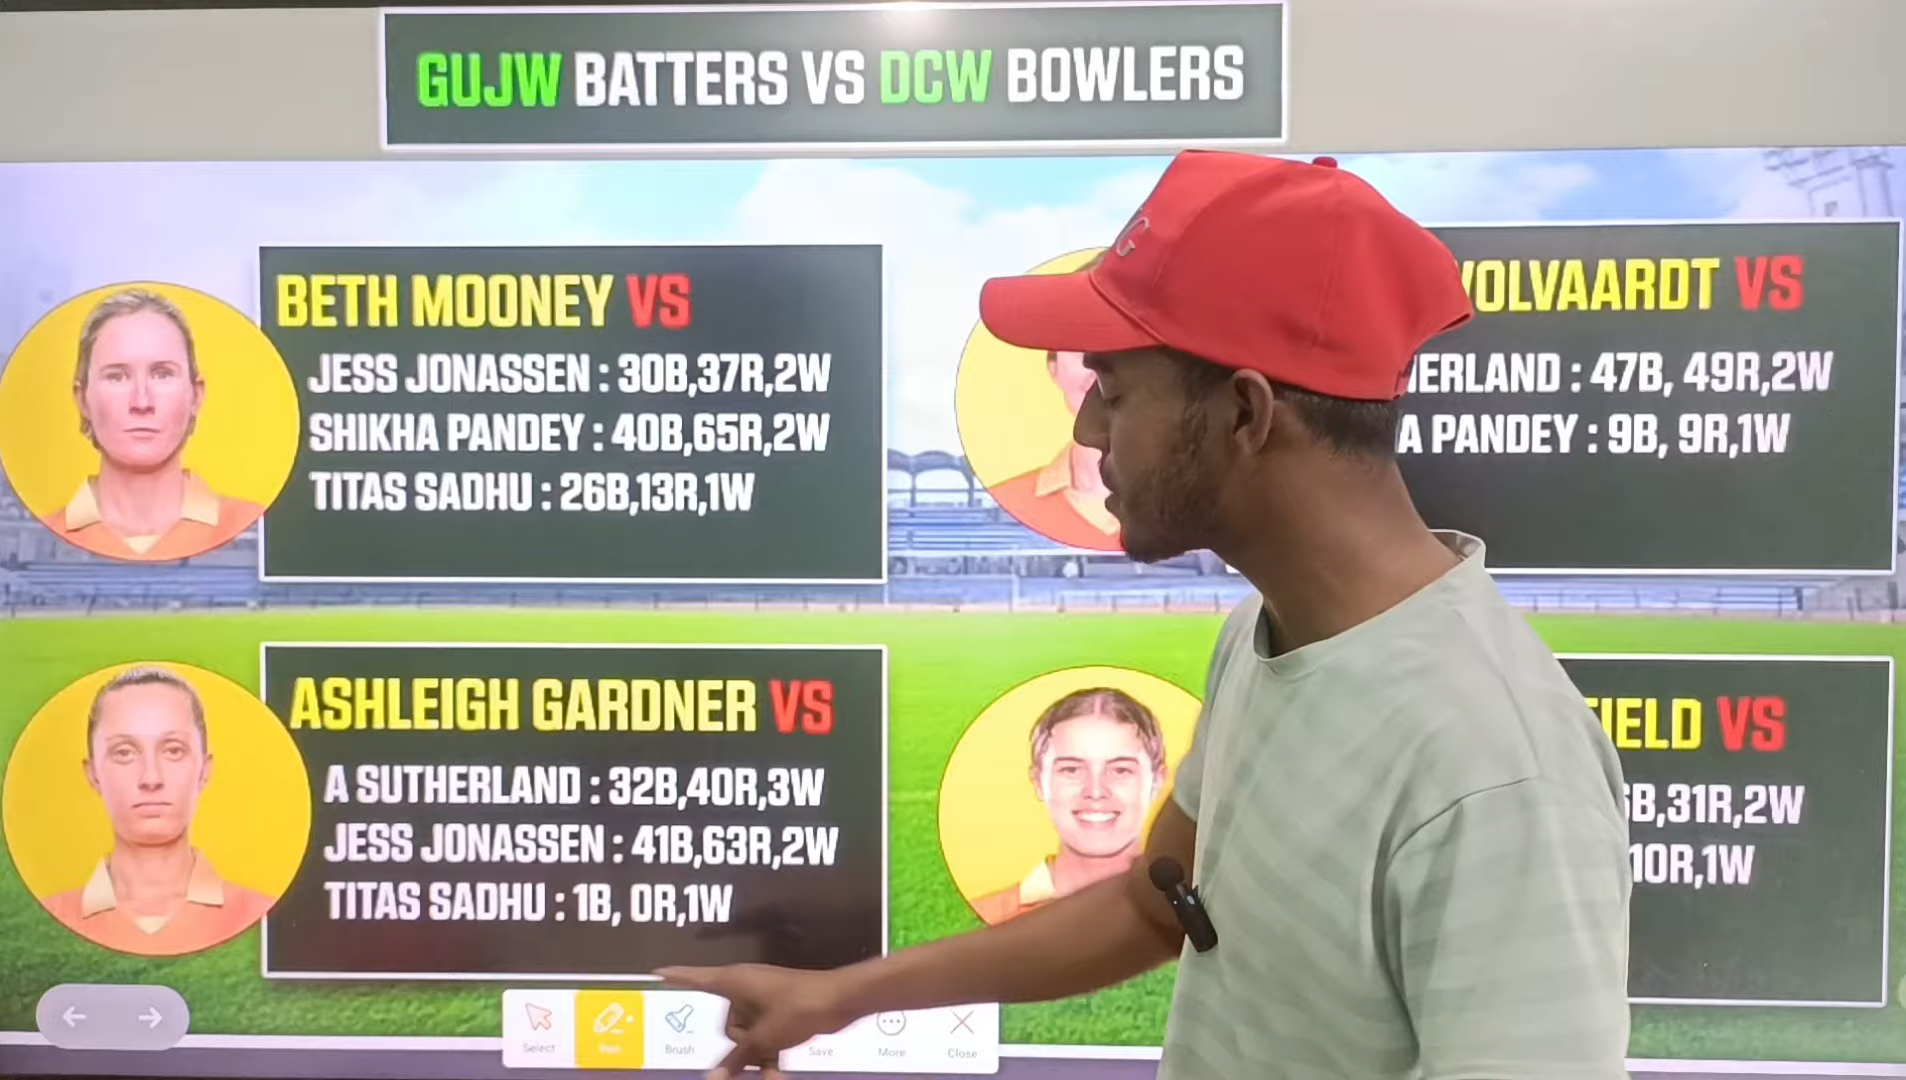 GUJW BATTERS VS DCW BOWLERS
BETH MOONEY VS
JESS JONASSEN : 30B,37R,2W
SHIKHA PANDEY : 40B,65R,2W
TITAS SADHU : 26B,13R,1W
VOLVAARDT VS
ERLAND : 47B, 49R,2W
A PANDEY : 9B, 9R,1W
ASHLEIGH GARDNER VS
A SUTHERLAND : 32B,40R,3W
JESS JONASSEN : 41B,63R,2W
TITAS SADHU : 1B, 0R,1W
FIELD VS
B,31R,2W
10R,1W
Select
Pen
Brush
Save
More
Close